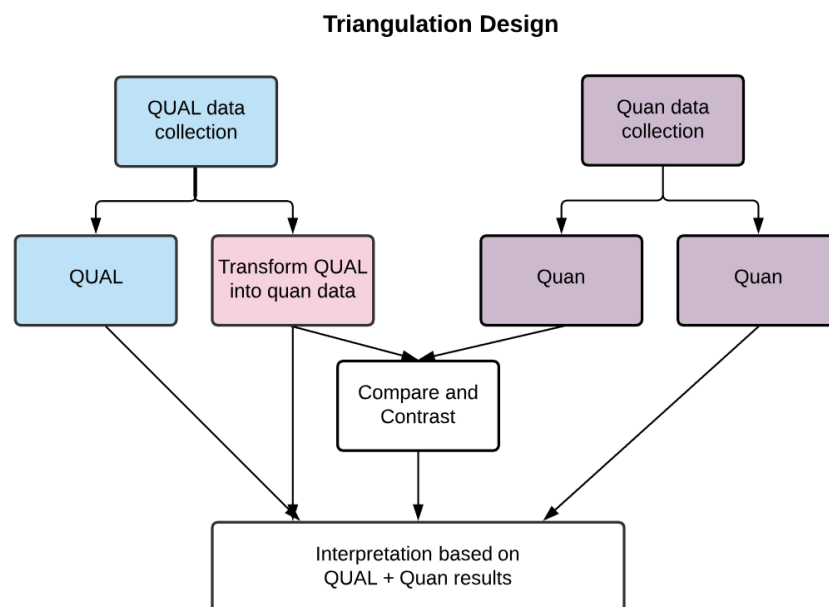 Triangulation Design
QUAL data
collection
Quan data
collection
QUAL
Transform QUAL
into quan data
Quan
Quan
Compare and
Contrast
Interpretation based on
QUAL + Quan results